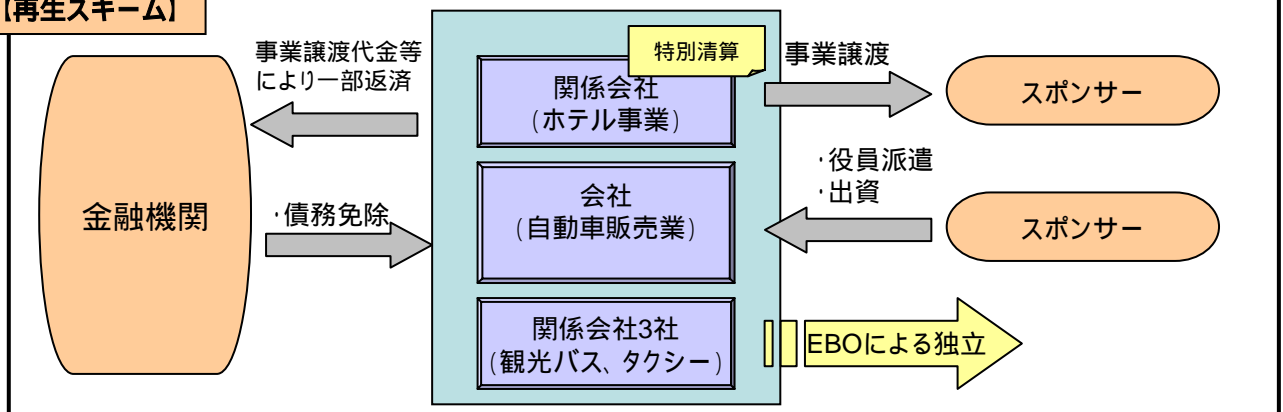 【再生スキーム】
事業譲渡代金等
により一部返済
特別清算
事業譲渡
関係会社
(ホテル事業)
スポンサー
金融機関
・債務免除
会社
(自動車販売業)
・役員派遣
・出資
スポンサー
関係会社3社
(観光バス、タクシー)
EBOによる独立